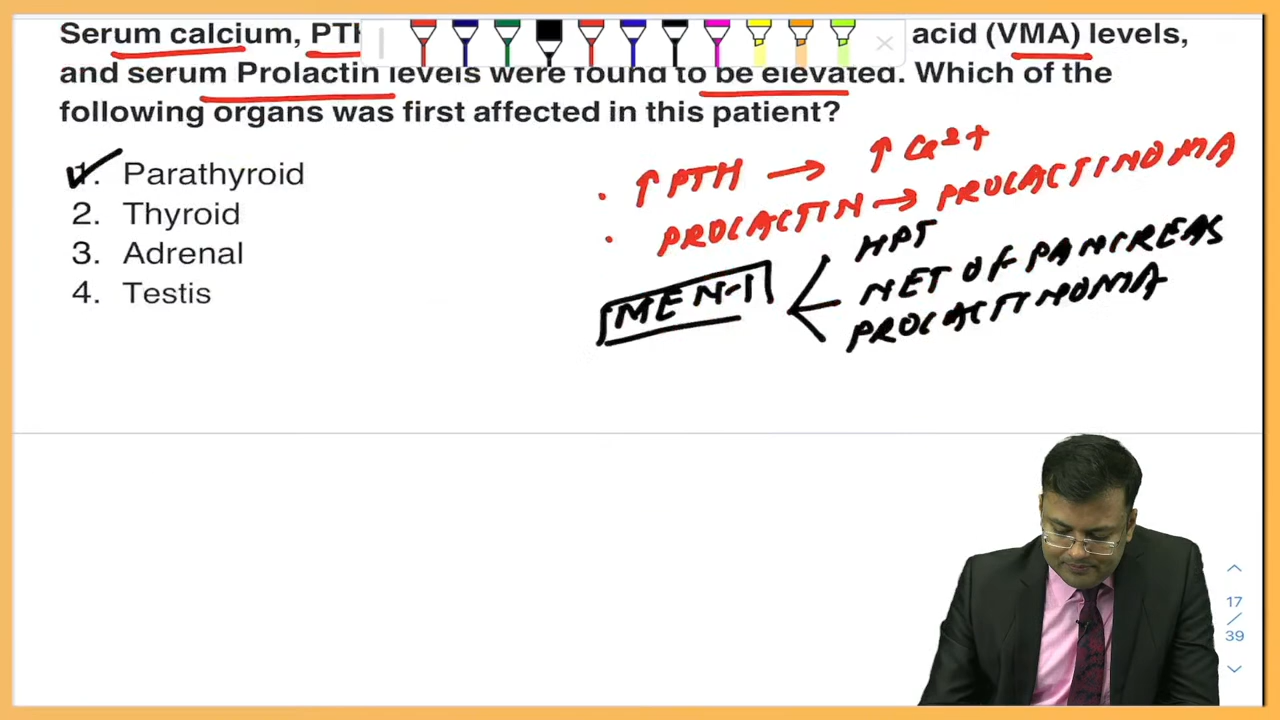 Serum calcium, PTH acid (VMA) levels,
and serum Prolactin levels were found to be elevated. Which of the
following organs was first affected in this patient?
1. Parathyroid
2. Thyroid
3. Adrenal
4. Testis
• ↑ PTH → ↑ Ca2+
• PROLACTIN → PROLACTINOMA
MEN-1
HPT
NET OF PANCREAS
PROLACTINOMA
17
/
39